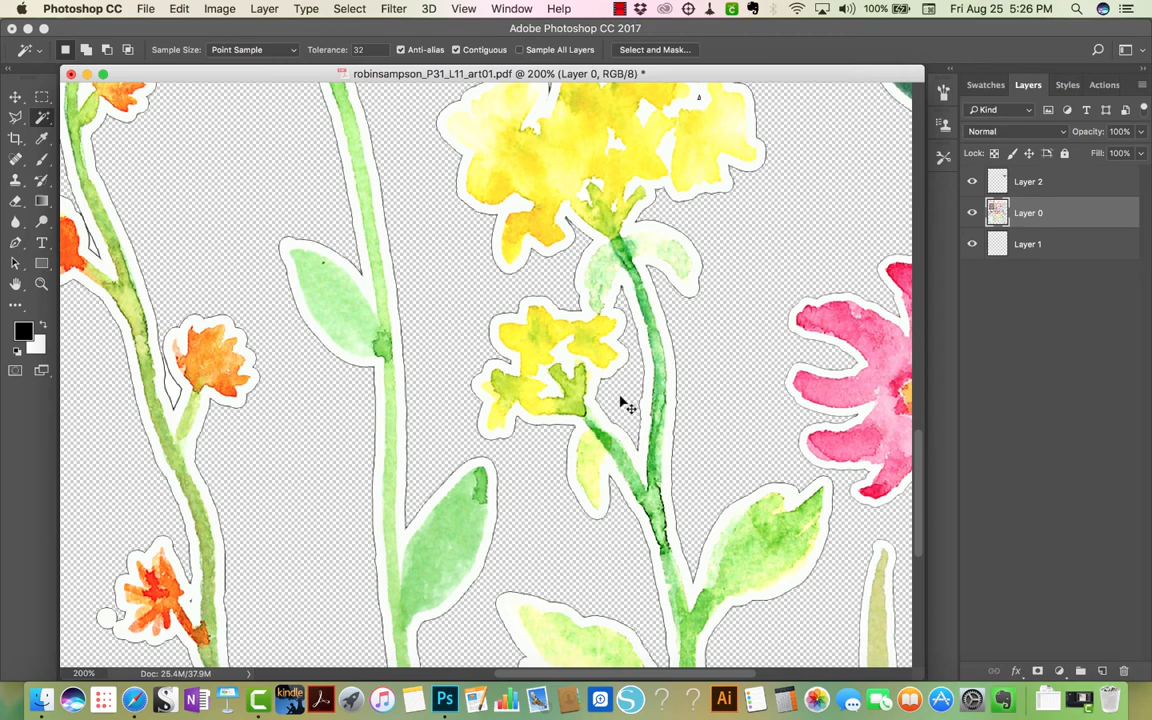 Photoshop CC File Edit Image Layer Type Select Filter 3D View Window Help 100% Fri Aug 25 5:26 PM
Adobe Photoshop CC 2017
Sample Size: Point Sample Tolerance: 32 Anti-alias Contiguous Sample All Layers Select and Mask...
robinsampson_P31_L11_art01.pdf @ 200% (Layer 0, RGB/8) *
Swatches Layers Styles Actions
Kind
Normal Opacity: 100%
Lock: Fill: 100%
Layer 2
Layer 0
Layer 1
200% Doc: 25.4M/37.9M
kindle Ps Ai